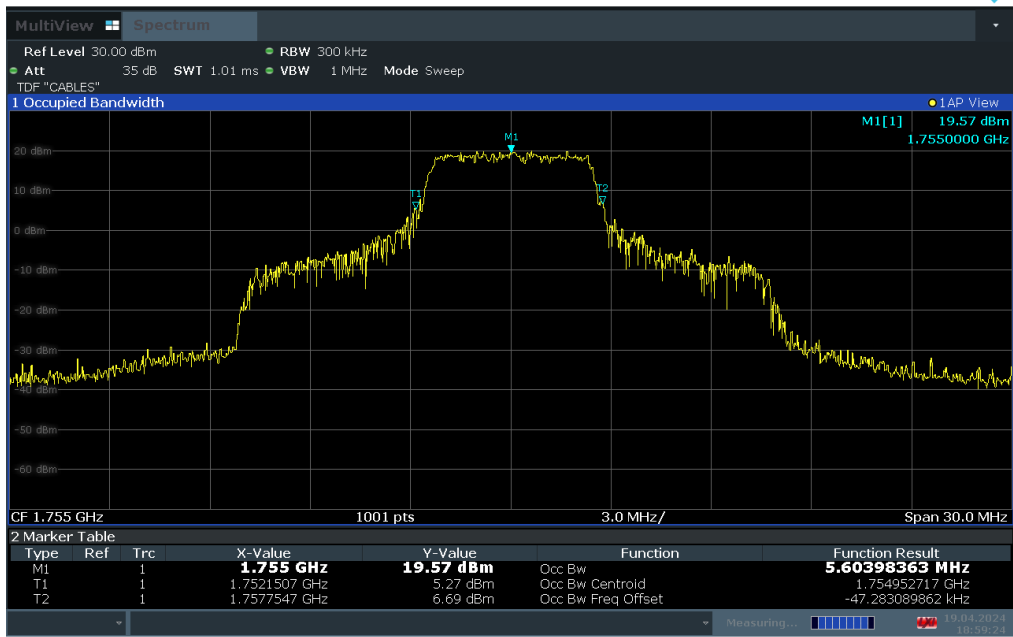 MultiView Spectrum
Ref Level 30.00 dBm RBW 300 kHz
Att 35 dB SWT 1.01 ms VBW 1 MHz Mode Sweep
TDF "CABLES"
1 Occupied Bandwidth 1AP View
M1[1] 19.57 dBm
1.7550000 GHz
M1
20 dBm
10 dBm
T1
T2
0 dBm
-10 dBm
-20 dBm
-30 dBm
-40 dBm
-50 dBm
-60 dBm
CF 1.755 GHz 1001 pts 3.0 MHz/ Span 30.0 MHz
2 Marker Table
Type Ref Trc X-Value Y-Value Function Function Result
M1 1 1.755 GHz 19.57 dBm Occ Bw 5.60398363 MHz
T1 1 1.7521507 GHz 5.27 dBm Occ Bw Centroid 1.754952717 GHz
T2 1 1.7577547 GHz 6.69 dBm Occ Bw Freq Offset -47.283089862 kHz
Measuring... 19.04.2024
18:59:24